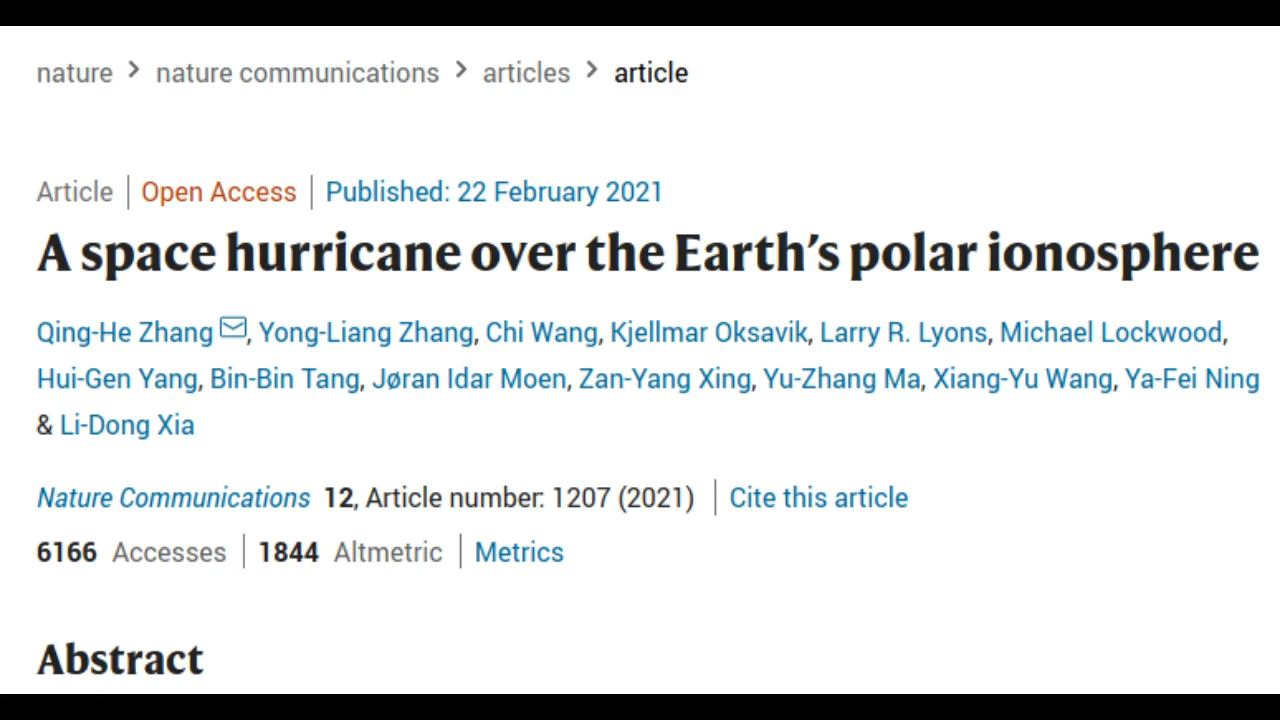 nature > nature communications > articles > article
Article | Open Access | Published: 22 February 2021
A space hurricane over the Earth’s polar ionosphere
Qing-He Zhang, Yong-Liang Zhang, Chi Wang, Kjellmar Oksavik, Larry R. Lyons, Michael Lockwood,
Hui-Gen Yang, Bin-Bin Tang, Jøran Idar Moen, Zan-Yang Xing, Yu-Zhang Ma, Xiang-Yu Wang, Ya-Fei Ning
& Li-Dong Xia
Nature Communications 12, Article number: 1207 (2021) | Cite this article
6166 Accesses | 1844 Altmetric | Metrics
Abstract